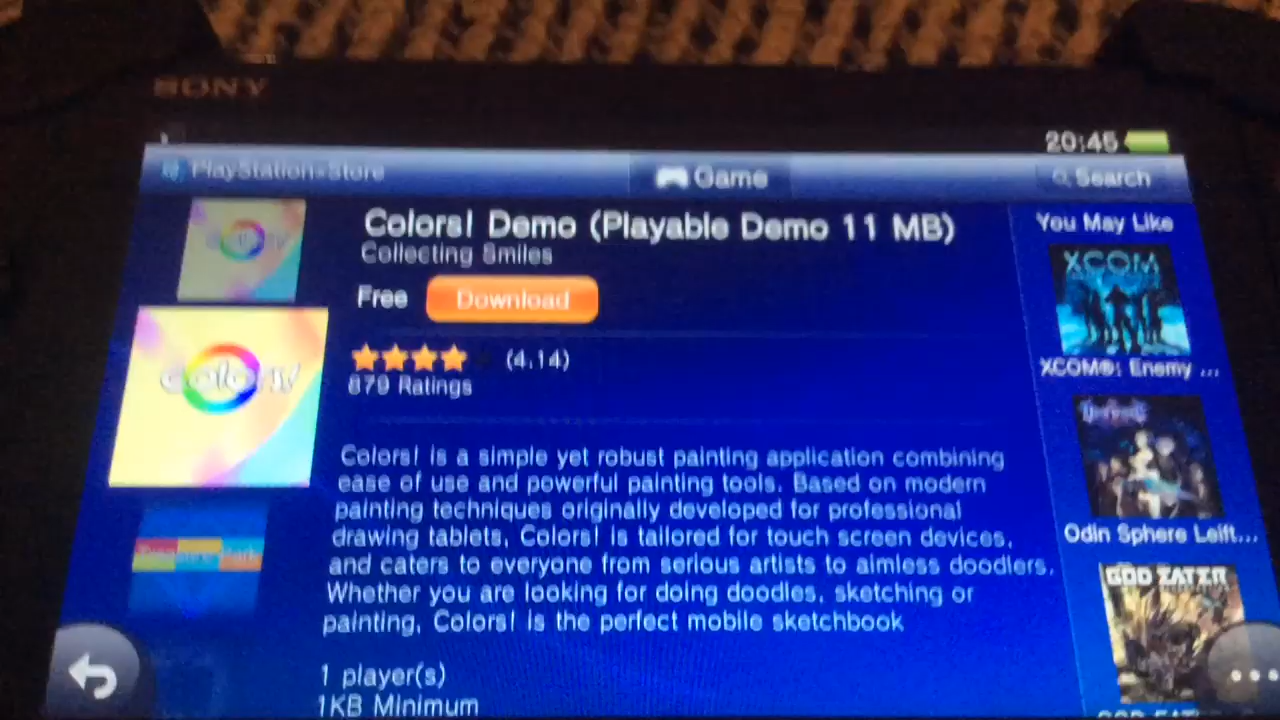 SONY
20:45
PlayStation®Store
Game
Search
Colors! Demo (Playable Demo 11 MB)
Collecting Smiles
Free
Download
(4.14)
879 Ratings
Colors! is a simple yet robust painting application combining
ease of use and powerful painting tools. Based on modern
painting techniques originally developed for professional
drawing tablets, Colors! is tailored for touch screen devices,
and caters to everyone from serious artists to aimless doodlers.
Whether you are looking for doing doodles, sketching or
painting, Colors! is the perfect mobile sketchbook
1 player(s)
1KB Minimum
You May Like
XCOM
XCOM®: Enemy ...
Odin Sphere Leift...
GOD EATER
colors!